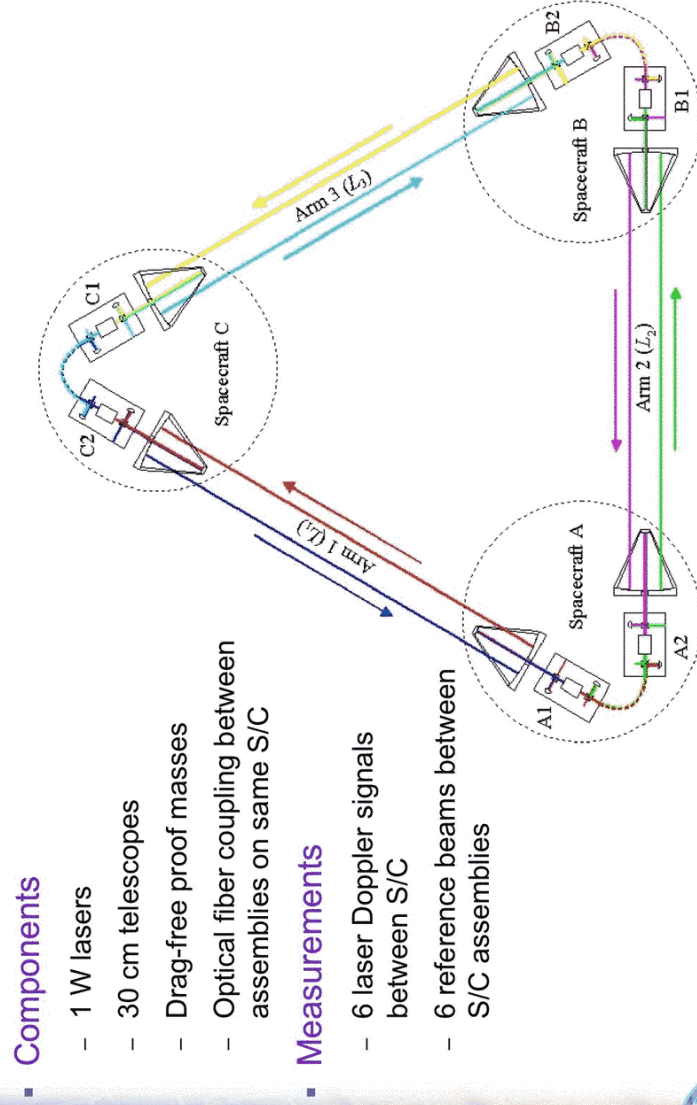 ▪ Components
– 1 W lasers
– 30 cm telescopes
– Drag-free proof masses
– Optical fiber coupling between
assemblies on same S/C
▪ Measurements
– 6 laser Doppler signals
between S/C
– 6 reference beams between
S/C assemblies
C2
C1
Spacecraft C
Arm 1 (L₁)
Arm 3 (L₃)
A1
Spacecraft A
A2
Arm 2 (L₂)
Spacecraft B
B2
B1